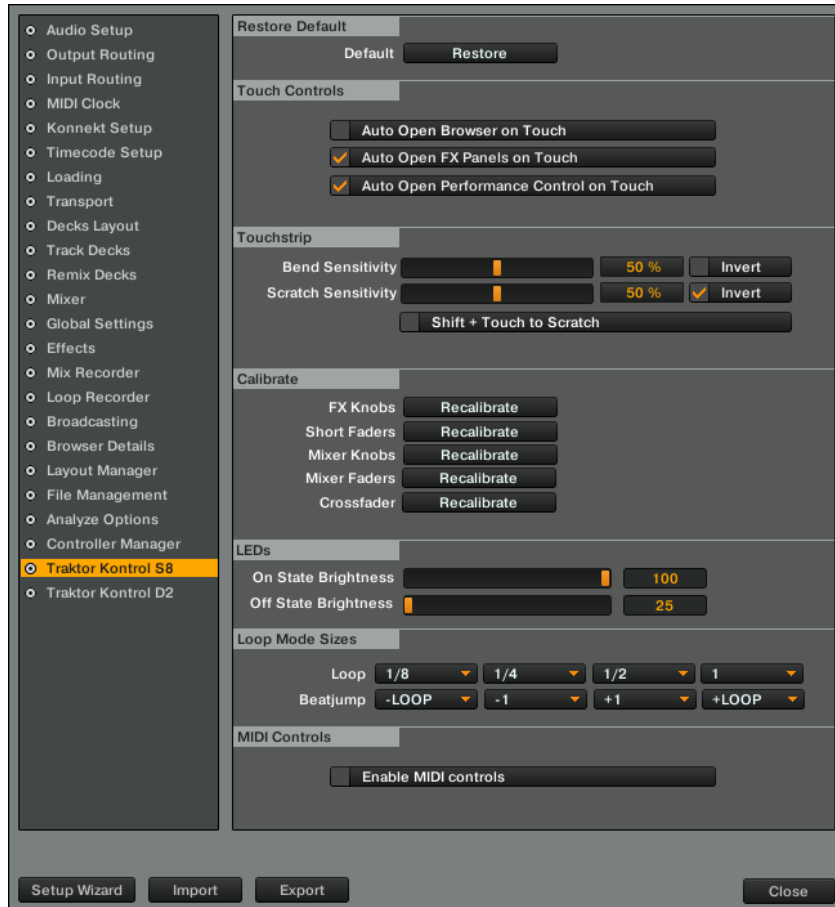 Audio Setup
Output Routing
Input Routing
MIDI Clock
Konnekt Setup
Timecode Setup
Loading
Transport
Decks Layout
Track Decks
Remix Decks
Mixer
Global Settings
Effects
Mix Recorder
Loop Recorder
Broadcasting
Browser Details
Layout Manager
File Management
Analyze Options
Controller Manager
Traktor Kontrol S8
Traktor Kontrol D2
Restore Default
Default Restore
Touch Controls
Auto Open Browser on Touch
Auto Open FX Panels on Touch
Auto Open Performance Control on Touch
Touchstrip
Bend Sensitivity 50 % Invert
Scratch Sensitivity 50 % Invert
Shift + Touch to Scratch
Calibrate
FX Knobs Recalibrate
Short Faders Recalibrate
Mixer Knobs Recalibrate
Mixer Faders Recalibrate
Crossfader Recalibrate
LEDs
On State Brightness 100
Off State Brightness 25
Loop Mode Sizes
Loop 1/8 1/4 1/2 1
Beatjump -LOOP -1 +1 +LOOP
MIDI Controls
Enable MIDI controls
Setup Wizard Import Export Close